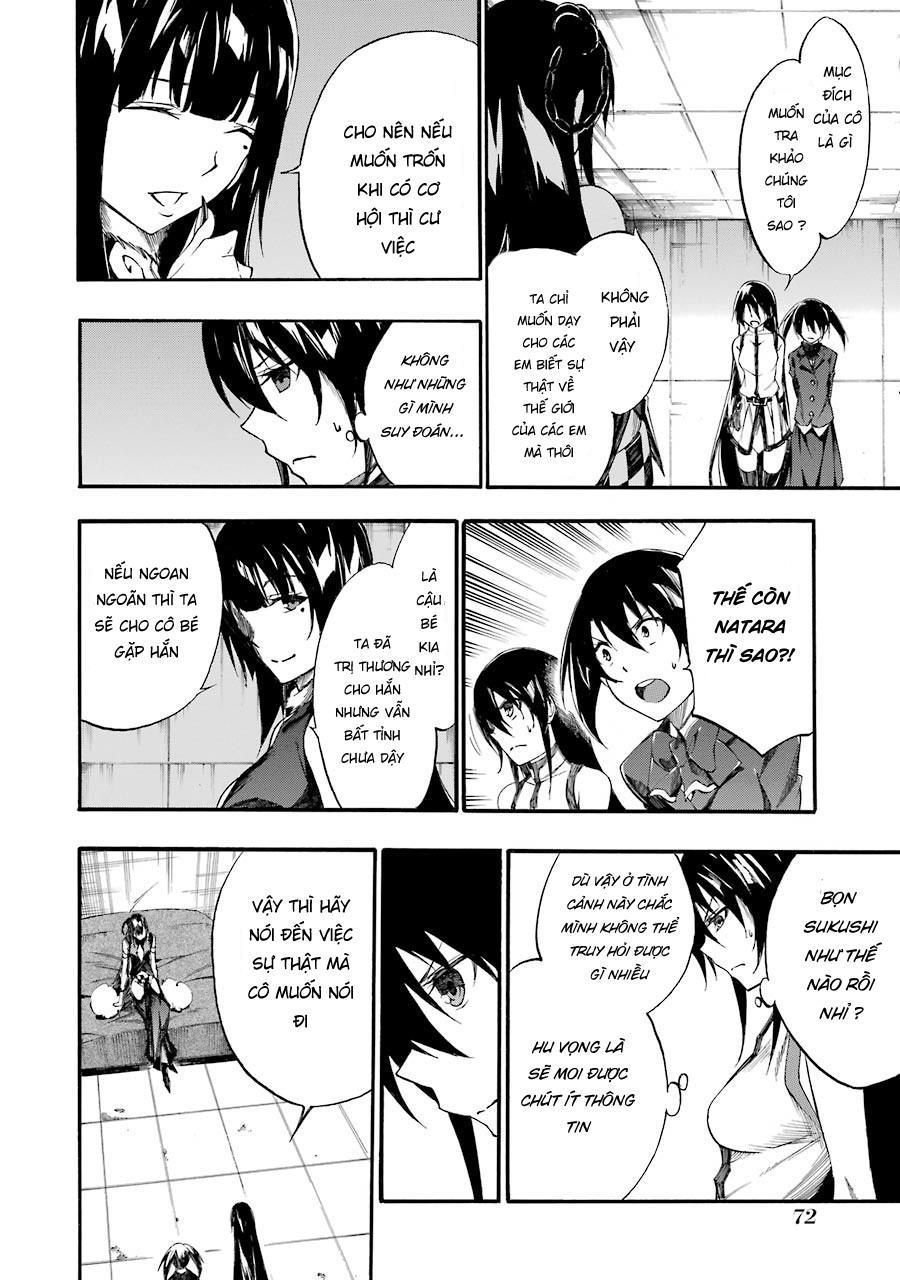 MỤC
ĐÍCH
CỦA CÔ
LÀ GÌ
MUỐN
TRA
KHẢO
CHÚNG
TÔI
SAO ?
KHÔNG
PHẢI
VẬY
TA CHỈ
MUỐN DẠY
CHO CÁC
EM BIẾT SỰ
THẬT VỀ
THẾ GIỚI
CỦA CÁC EM
MÀ THÔI
CHO NÊN NẾU
MUỐN TRỐN
KHI CÓ CƠ
HỘI THÌ CƯ
VIỆC
KHÔNG
NHƯ NHỮNG
GÌ MÌNH
SUY ĐOÁN...
THẾ CÒN
NATARA
THÌ SAO?!
LÀ
CẬU
BÉ
KIA
NHỈ?
TA ĐÃ
TRỊ THƯƠNG
CHO HẮN
NHƯNG VẪN
BẤT TỈNH
CHƯA DẬY
NẾU NGOAN
NGOÃN THÌ TA
SẼ CHO CÔ BÉ
GẶP HẮN
BỌN
SUKUSHI
NHƯ THẾ
NÀO RỒI
NHỈ ?
DÙ VẬY Ở TÌNH
CẢNH NÀY CHẮC
MÌNH KHÔNG THỂ
TRUY HỎI ĐƯỢC
GÌ NHIỀU
HU VỌNG LÀ
SẼ MOI ĐƯỢC
CHÚT ÍT THÔNG
TIN
VẬY THÌ HÃY
NÓI ĐẾN VIỆC
SỰ THẬT MÀ
CÔ MUỐN NÓI
ĐI
72